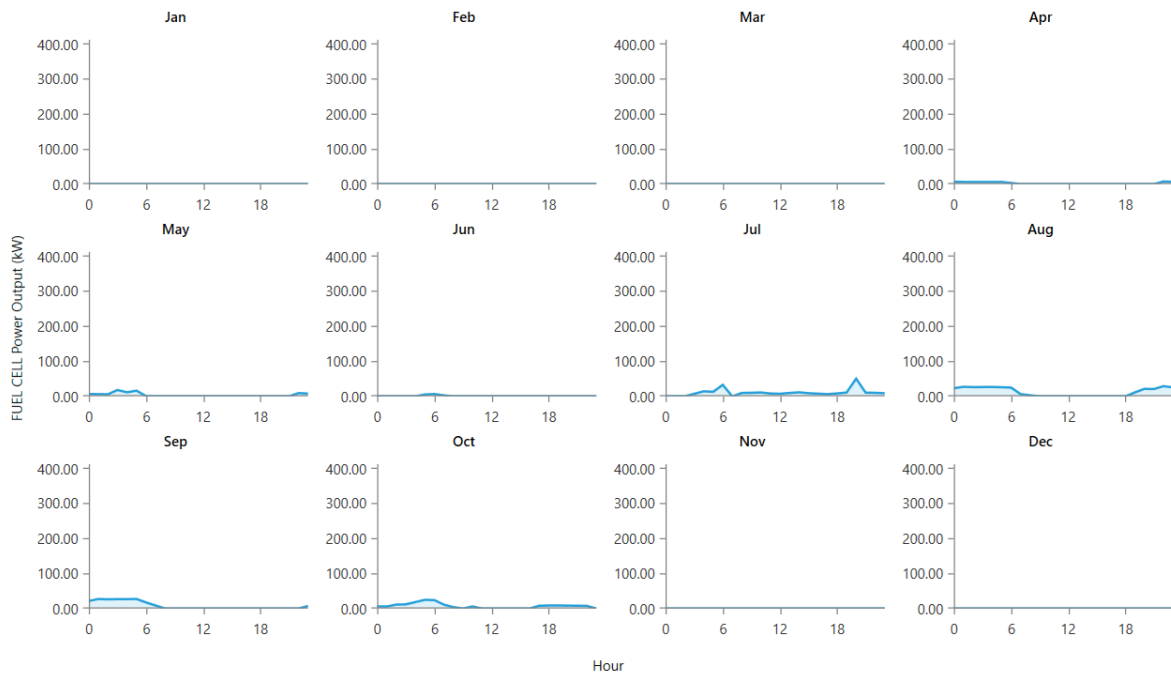 Jan Feb Mar Apr
400.00 400.00 400.00 400.00
300.00 300.00 300.00 300.00
200.00 200.00 200.00 200.00
100.00 100.00 100.00 100.00
0.00 0.00 0.00 0.00
0 6 12 18 0 6 12 18 0 6 12 18 0 6 12 18
FUEL CELL Power Output (kW)
May Jun Jul Aug
400.00 400.00 400.00 400.00
300.00 300.00 300.00 300.00
200.00 200.00 200.00 200.00
100.00 100.00 100.00 100.00
0.00 0.00 0.00 0.00
0 6 12 18 0 6 12 18 0 6 12 18 0 6 12 18
Sep Oct Nov Dec
400.00 400.00 400.00 400.00
300.00 300.00 300.00 300.00
200.00 200.00 200.00 200.00
100.00 100.00 100.00 100.00
0.00 0.00 0.00 0.00
0 6 12 18 0 6 12 18 0 6 12 18 0 6 12 18
Hour